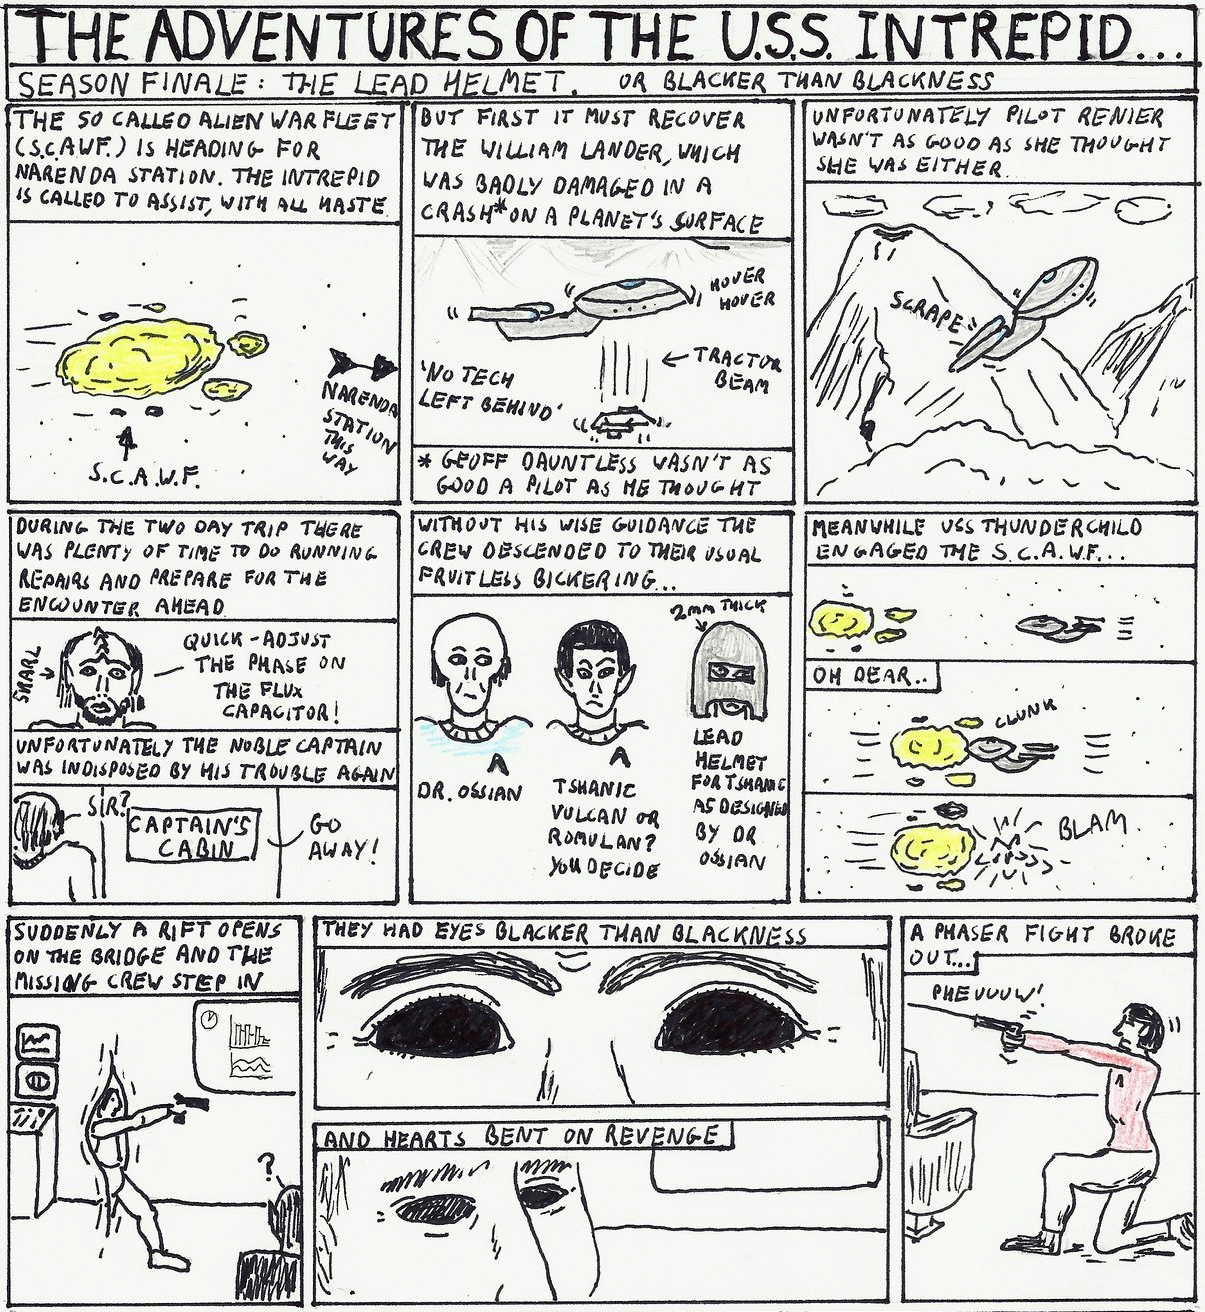 THE ADVENTURES OF THE U.S.S. INTREPID...
SEASON FINALE: THE LEAD HELMET. OR BLACKER THAN BLACKNESS
THE SO CALLED ALIEN WARFLEET
(S.C.A.W.F.) IS HEADING FOR
NARENDA STATION. THE INTREPID
IS CALLED TO ASSIST, WITH ALL HASTE
NARENDA
STATION
THIS
WAY
S.C.A.W.F.
BUT FIRST IT MUST RECOVER
THE WILLIAM LANDER, WHICH
WAS BADLY DAMAGED IN A
CRASH* ON A PLANET'S SURFACE
HOVER
HOVER
TRACTOR
BEAM
'NO TECH
LEFT BEHIND'
* GEOFF DAUNTLESS WASN'T AS
GOOD A PILOT AS HE THOUGHT
UNFORTUNATELY PILOT RENIER
WASN'T AS GOOD AS SHE THOUGHT
SHE WAS EITHER
SCRAPE
DURING THE TWO DAY TRIP THERE
WAS PLENTY OF TIME TO DO RUNNING
REPAIRS AND PREPARE FOR THE
ENCOUNTER AHEAD
SNARL
QUICK-ADJUST
THE PHASE ON
THE FLUX
CAPACITOR!
UNFORTUNATELY THE NOBLE CAPTAIN
WAS INDISPOSED BY HIS TROUBLE AGAIN
SIR?
CAPTAIN'S
CABIN
GO
AWAY!
WITHOUT HIS WISE GUIDANCE THE
CREW DESCENDED TO THEIR USUAL
FRUITLESS BICKERING...
2MM THICK
DR. OSSIAN
TSHANIC
VULCAN OR
ROMULAN?
YOU DECIDE
LEAD
HELMET
FOR TSHANIC
AS DESIGNED
BY DR
OSSIAN
MEANWHILE USS THUNDERCHILD
ENGAGED THE S.C.A.W.F...
OH DEAR..
CLUNK
BLAM.
SUDDENLY A RIFT OPENS
ON THE BRIDGE AND THE
MISSING CREW STEP IN
?
THEY HAD EYES BLACKER THAN BLACKNESS
AND HEARTS BENT ON REVENGE
A PHASER FIGHT BROKE
OUT...
PHEUUUW!